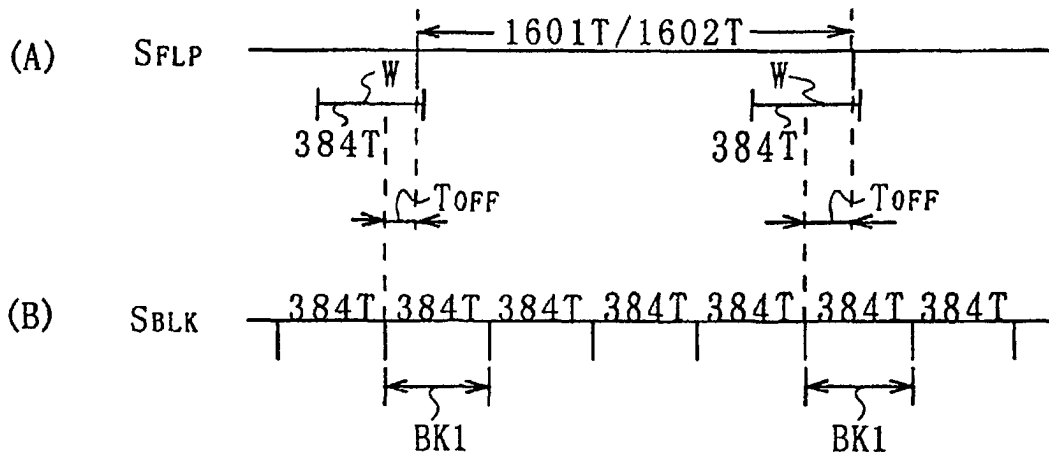 (A) SFLP 1601T/1602T
W W
384T 384T
TOFF TOFF
(B) SBLK 384T 384T 384T 384T 384T 384T 384T
BK1 BK1